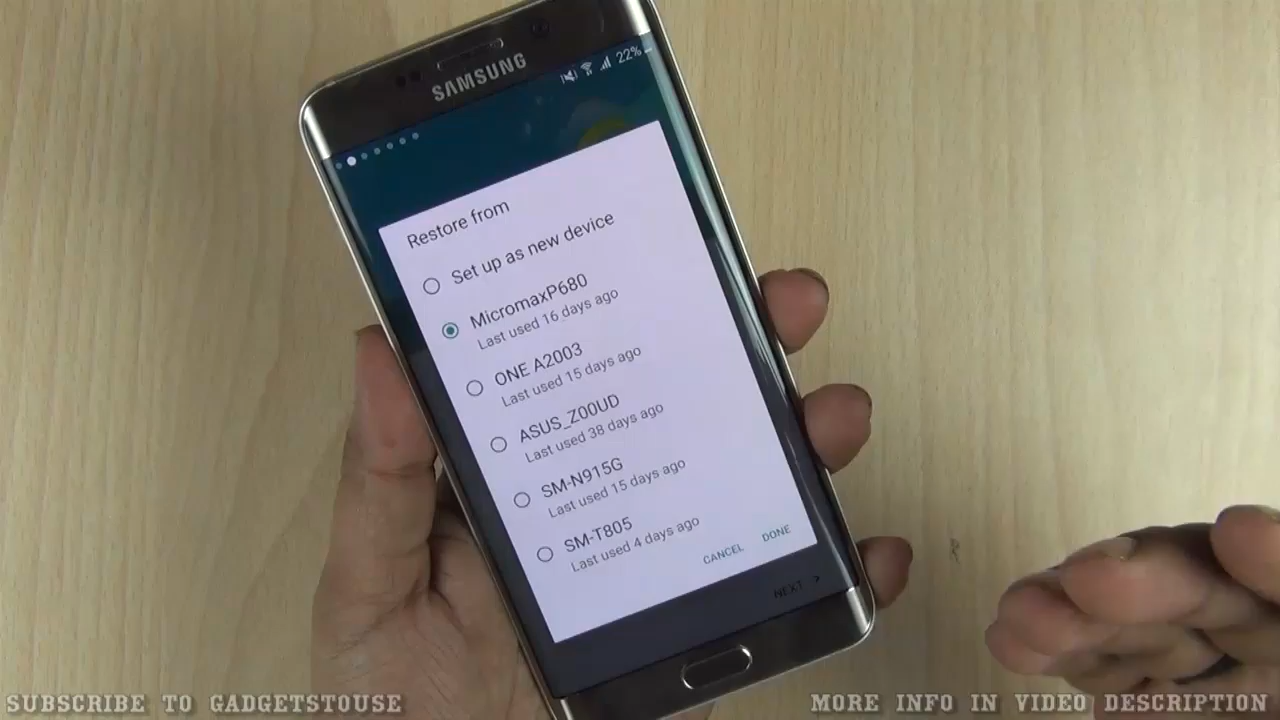 SAMSUNG
22%
Restore from
Set up as new device
MicromaxP680
Last used 16 days ago
ONE A2003
Last used 15 days ago
ASUS_Z00UD
Last used 38 days ago
SM-N915G
Last used 15 days ago
SM-T805
Last used 4 days ago
CANCEL DONE
NEXT >
SUBSCRIBE TO GADGETSTOUSE
MORE INFO IN VIDEO DESCRIPTION